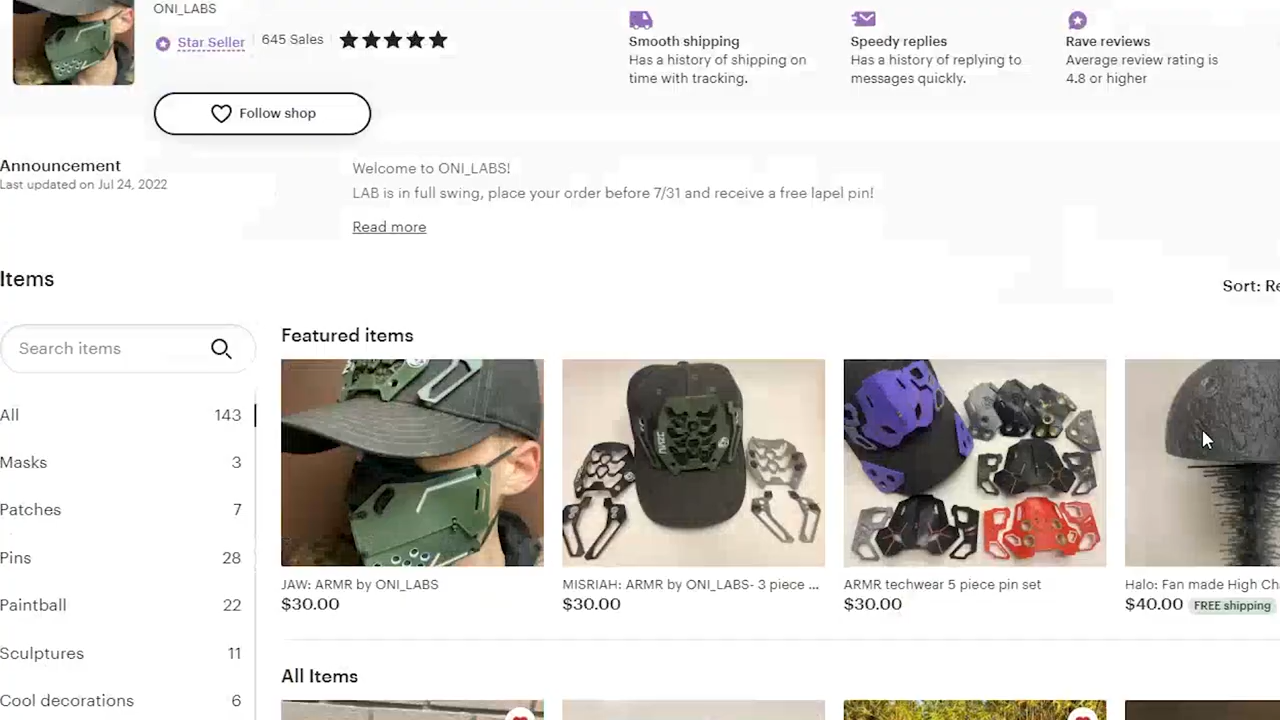 ONI_LABS
Star Seller
645 Sales
Smooth shipping
Has a history of shipping on
time with tracking.
Speedy replies
Has a history of replying to
messages quickly.
Rave reviews
Average review rating is
4.8 or higher
Follow shop
Announcement
Last updated on Jul 24, 2022
Welcome to ONI_LABS!
LAB is in full swing, place your order before 7/31 and receive a free lapel pin!
Read more
Items
Sort: Re
Search items
All 143
Masks 3
Patches 7
Pins 28
Paintball 22
Sculptures 11
Cool decorations 6
Featured items
JAW: ARMR by ONI_LABS
$30.00
MISRIAH: ARMR by ONI_LABS- 3 piece ...
$30.00
ARMR techwear 5 piece pin set
$30.00
Halo: Fan made High Ch
$40.00 FREE shipping
All Items